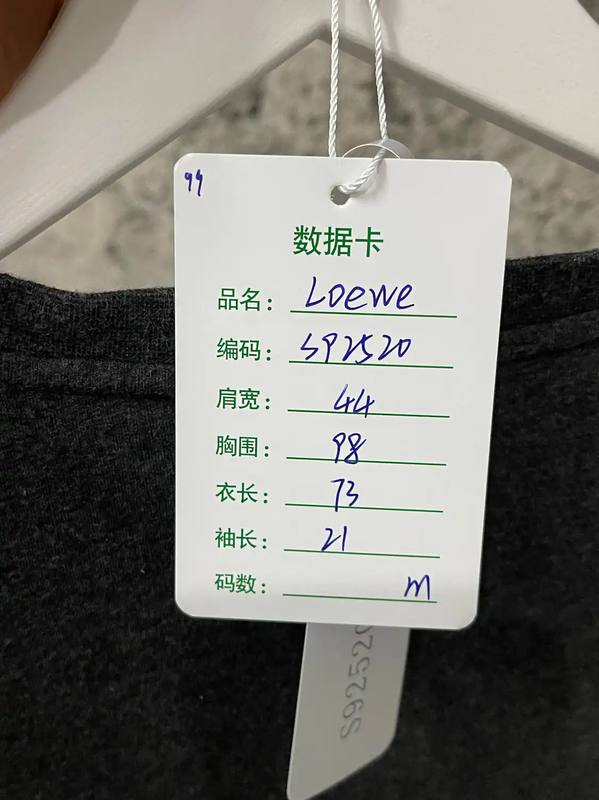 99
数据卡
品名： Loewe
编码： S92520
肩宽： 44
胸围： 98
衣长： 73
袖长： 21
码数： m
S92520